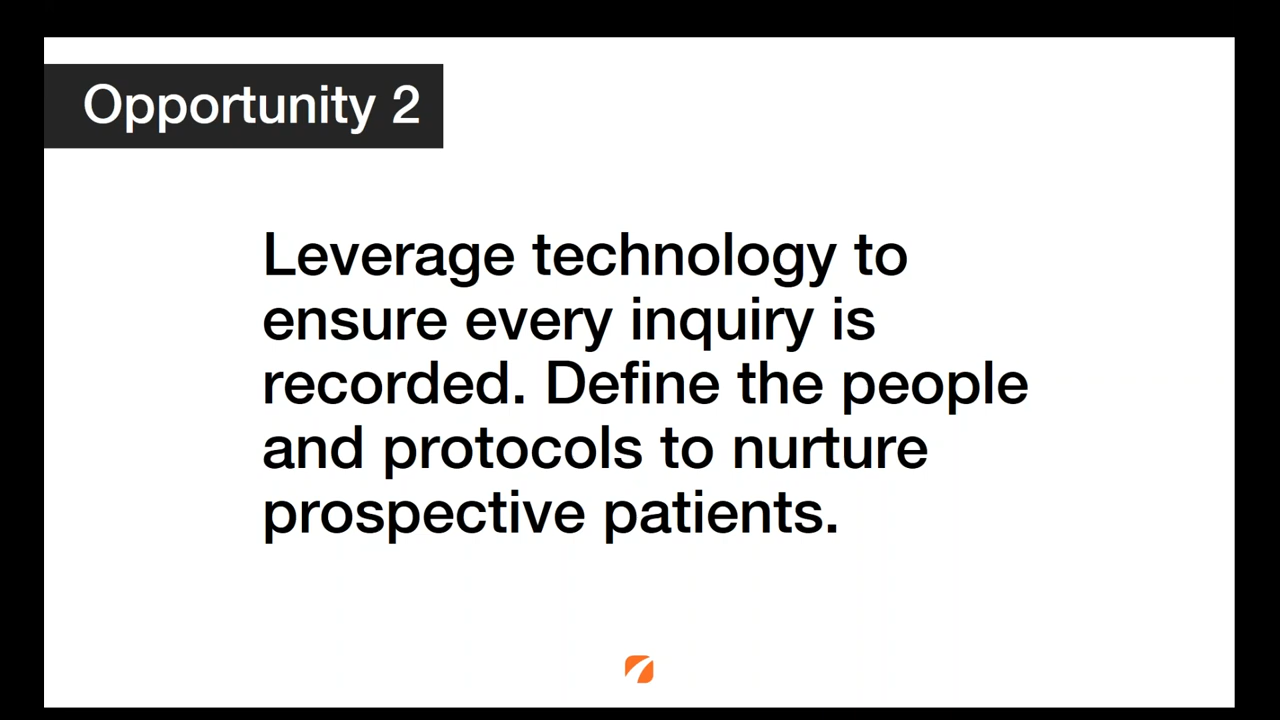 Opportunity 2
Leverage technology to
ensure every inquiry is
recorded. Define the people
and protocols to nurture
prospective patients.